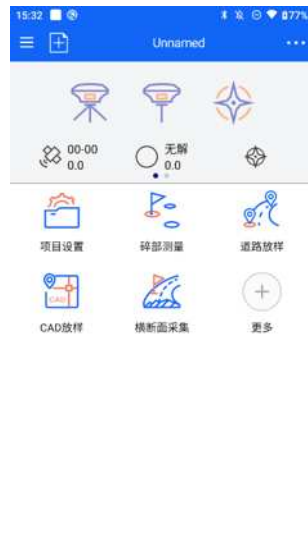 15:32 77%
Unnamed
00-00
0.0
无解
0.0
项目设置
碎部测量
道路放样
CAD
CAD放样
横断面采集
更多